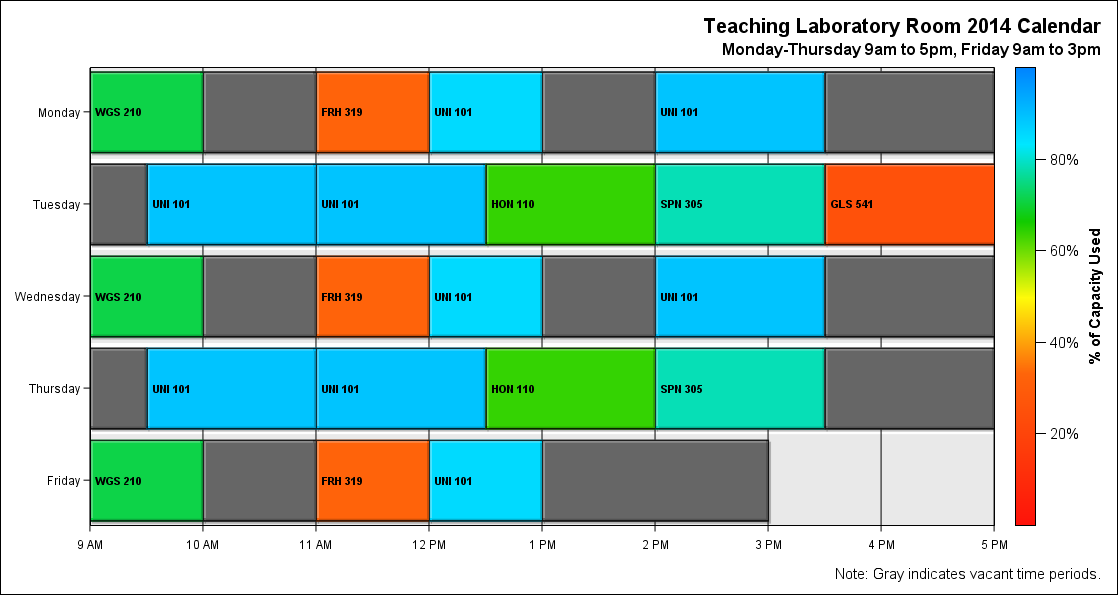 Teaching Laboratory Room 2014 Calendar
Monday-Thursday 9am to 5pm, Friday 9am to 3pm
Monday
WGS 210
FRH 319
UNI 101
UNI 101
Tuesday
UNI 101
UNI 101
HON 110
SPN 305
GLS 541
Wednesday
WGS 210
FRH 319
UNI 101
UNI 101
Thursday
UNI 101
UNI 101
HON 110
SPN 305
Friday
WGS 210
FRH 319
UNI 101
9 AM 10 AM 11 AM 12 PM 1 PM 2 PM 3 PM 4 PM 5 PM
80%
60%
40%
20%
% of Capacity Used
Note: Gray indicates vacant time periods.